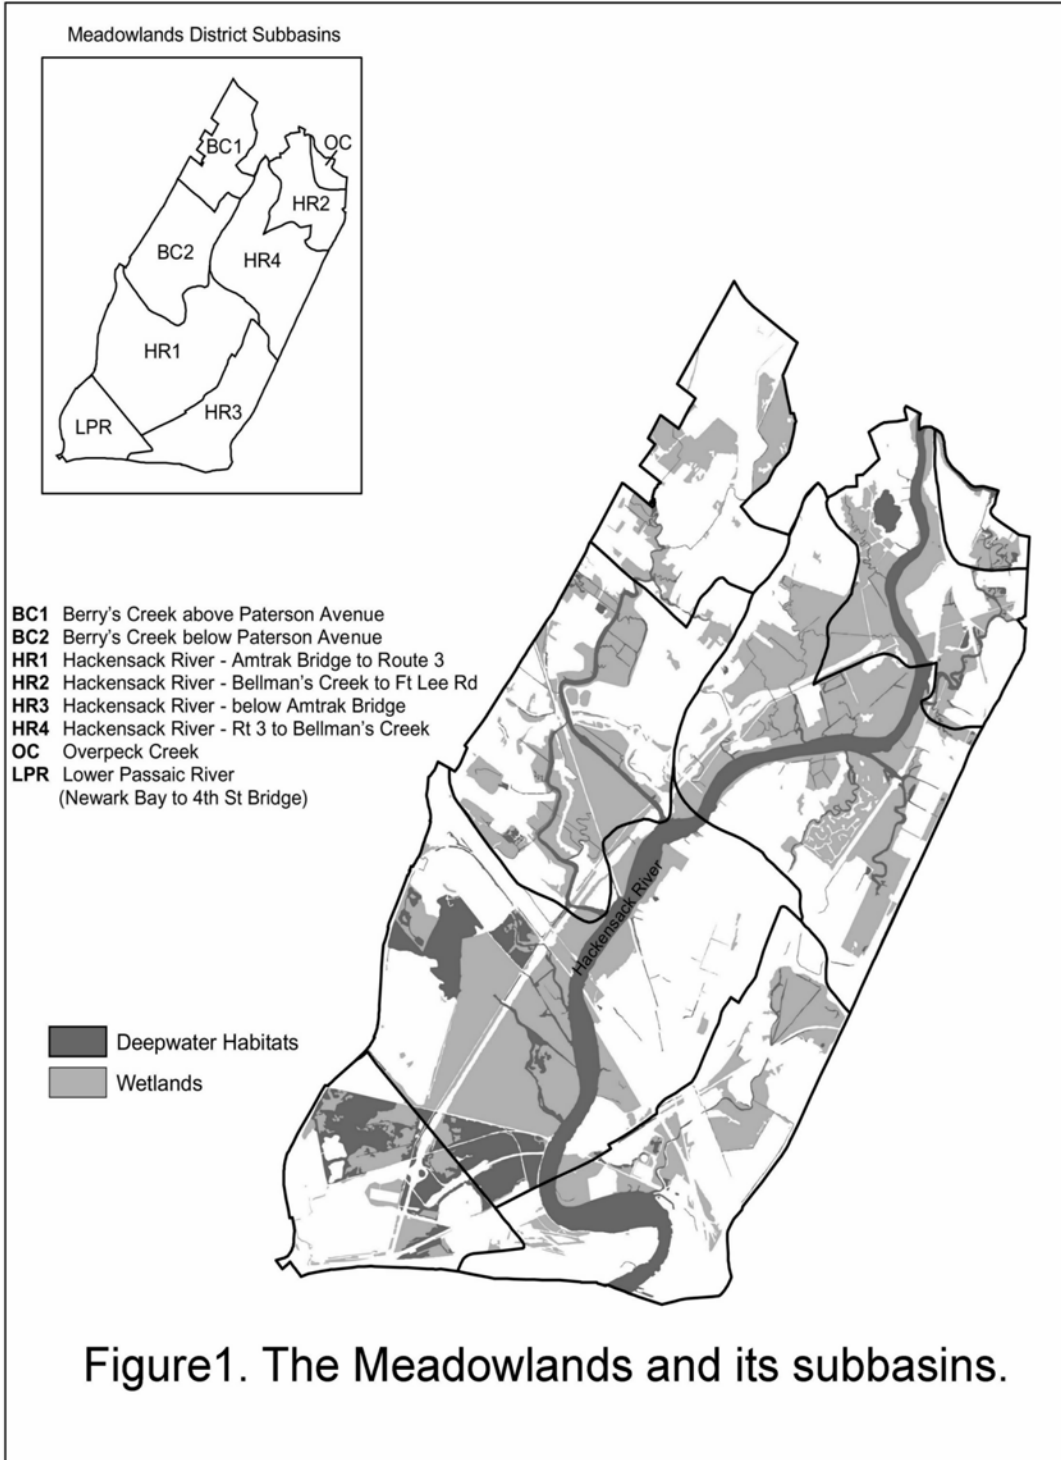 Meadowlands District Subbasins
BC1
OC
HR2
BC2
HR4
HR1
HR3
LPR
BC1 Berry's Creek above Paterson Avenue
BC2 Berry's Creek below Paterson Avenue
HR1 Hackensack River - Amtrak Bridge to Route 3
HR2 Hackensack River - Bellman's Creek to Ft Lee Rd
HR3 Hackensack River - below Amtrak Bridge
HR4 Hackensack River - Rt 3 to Bellman's Creek
OC Overpeck Creek
LPR Lower Passaic River
(Newark Bay to 4th St Bridge)
Hackensack River
Deepwater Habitats
Wetlands
Figure1. The Meadowlands and its subbasins.